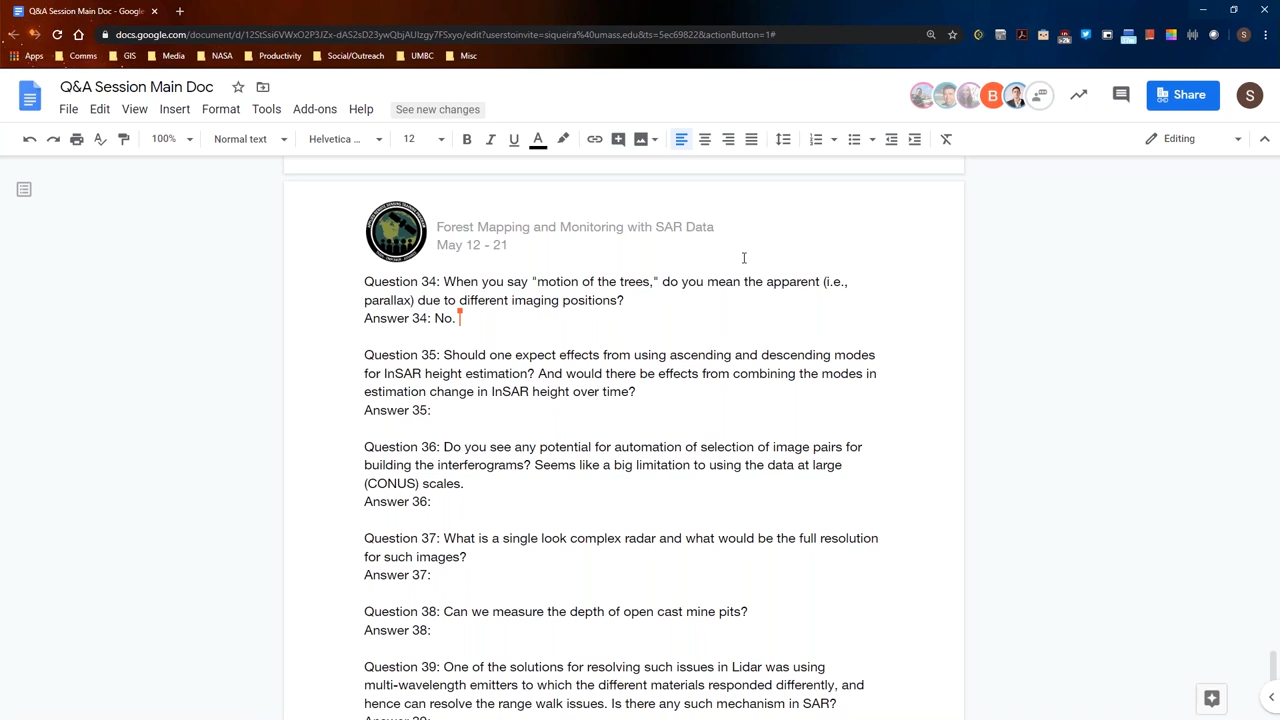 Q&A Session Main Doc - Google
docs.google.com/document/d/12StSsi6VWxO2P3JZx-dAS2sD23ywQbjAUIzgy7FSxyo/edit?userstoinvite=siqueira%40umass.edu&ts=5ec69822&actionButton=1#
Apps Comms GIS Media NASA Productivity Social/Outreach UMBC Misc
Q&A Session Main Doc
File Edit View Insert Format Tools Add-ons Help See new changes
B Share S
100% Normal text Helvetica ... 12 B I U A Editing
Forest Mapping and Monitoring with SAR Data
May 12 - 21
Question 34: When you say "motion of the trees," do you mean the apparent (i.e.,
parallax) due to different imaging positions?
Answer 34: No.
Question 35: Should one expect effects from using ascending and descending modes
for InSAR height estimation? And would there be effects from combining the modes in
estimation change in InSAR height over time?
Answer 35:
Question 36: Do you see any potential for automation of selection of image pairs for
building the interferograms? Seems like a big limitation to using the data at large
(CONUS) scales.
Answer 36:
Question 37: What is a single look complex radar and what would be the full resolution
for such images?
Answer 37:
Question 38: Can we measure the depth of open cast mine pits?
Answer 38:
Question 39: One of the solutions for resolving such issues in Lidar was using
multi-wavelength emitters to which the different materials responded differently, and
hence can resolve the range walk issues. Is there any such mechanism in SAR?
Answer 39: